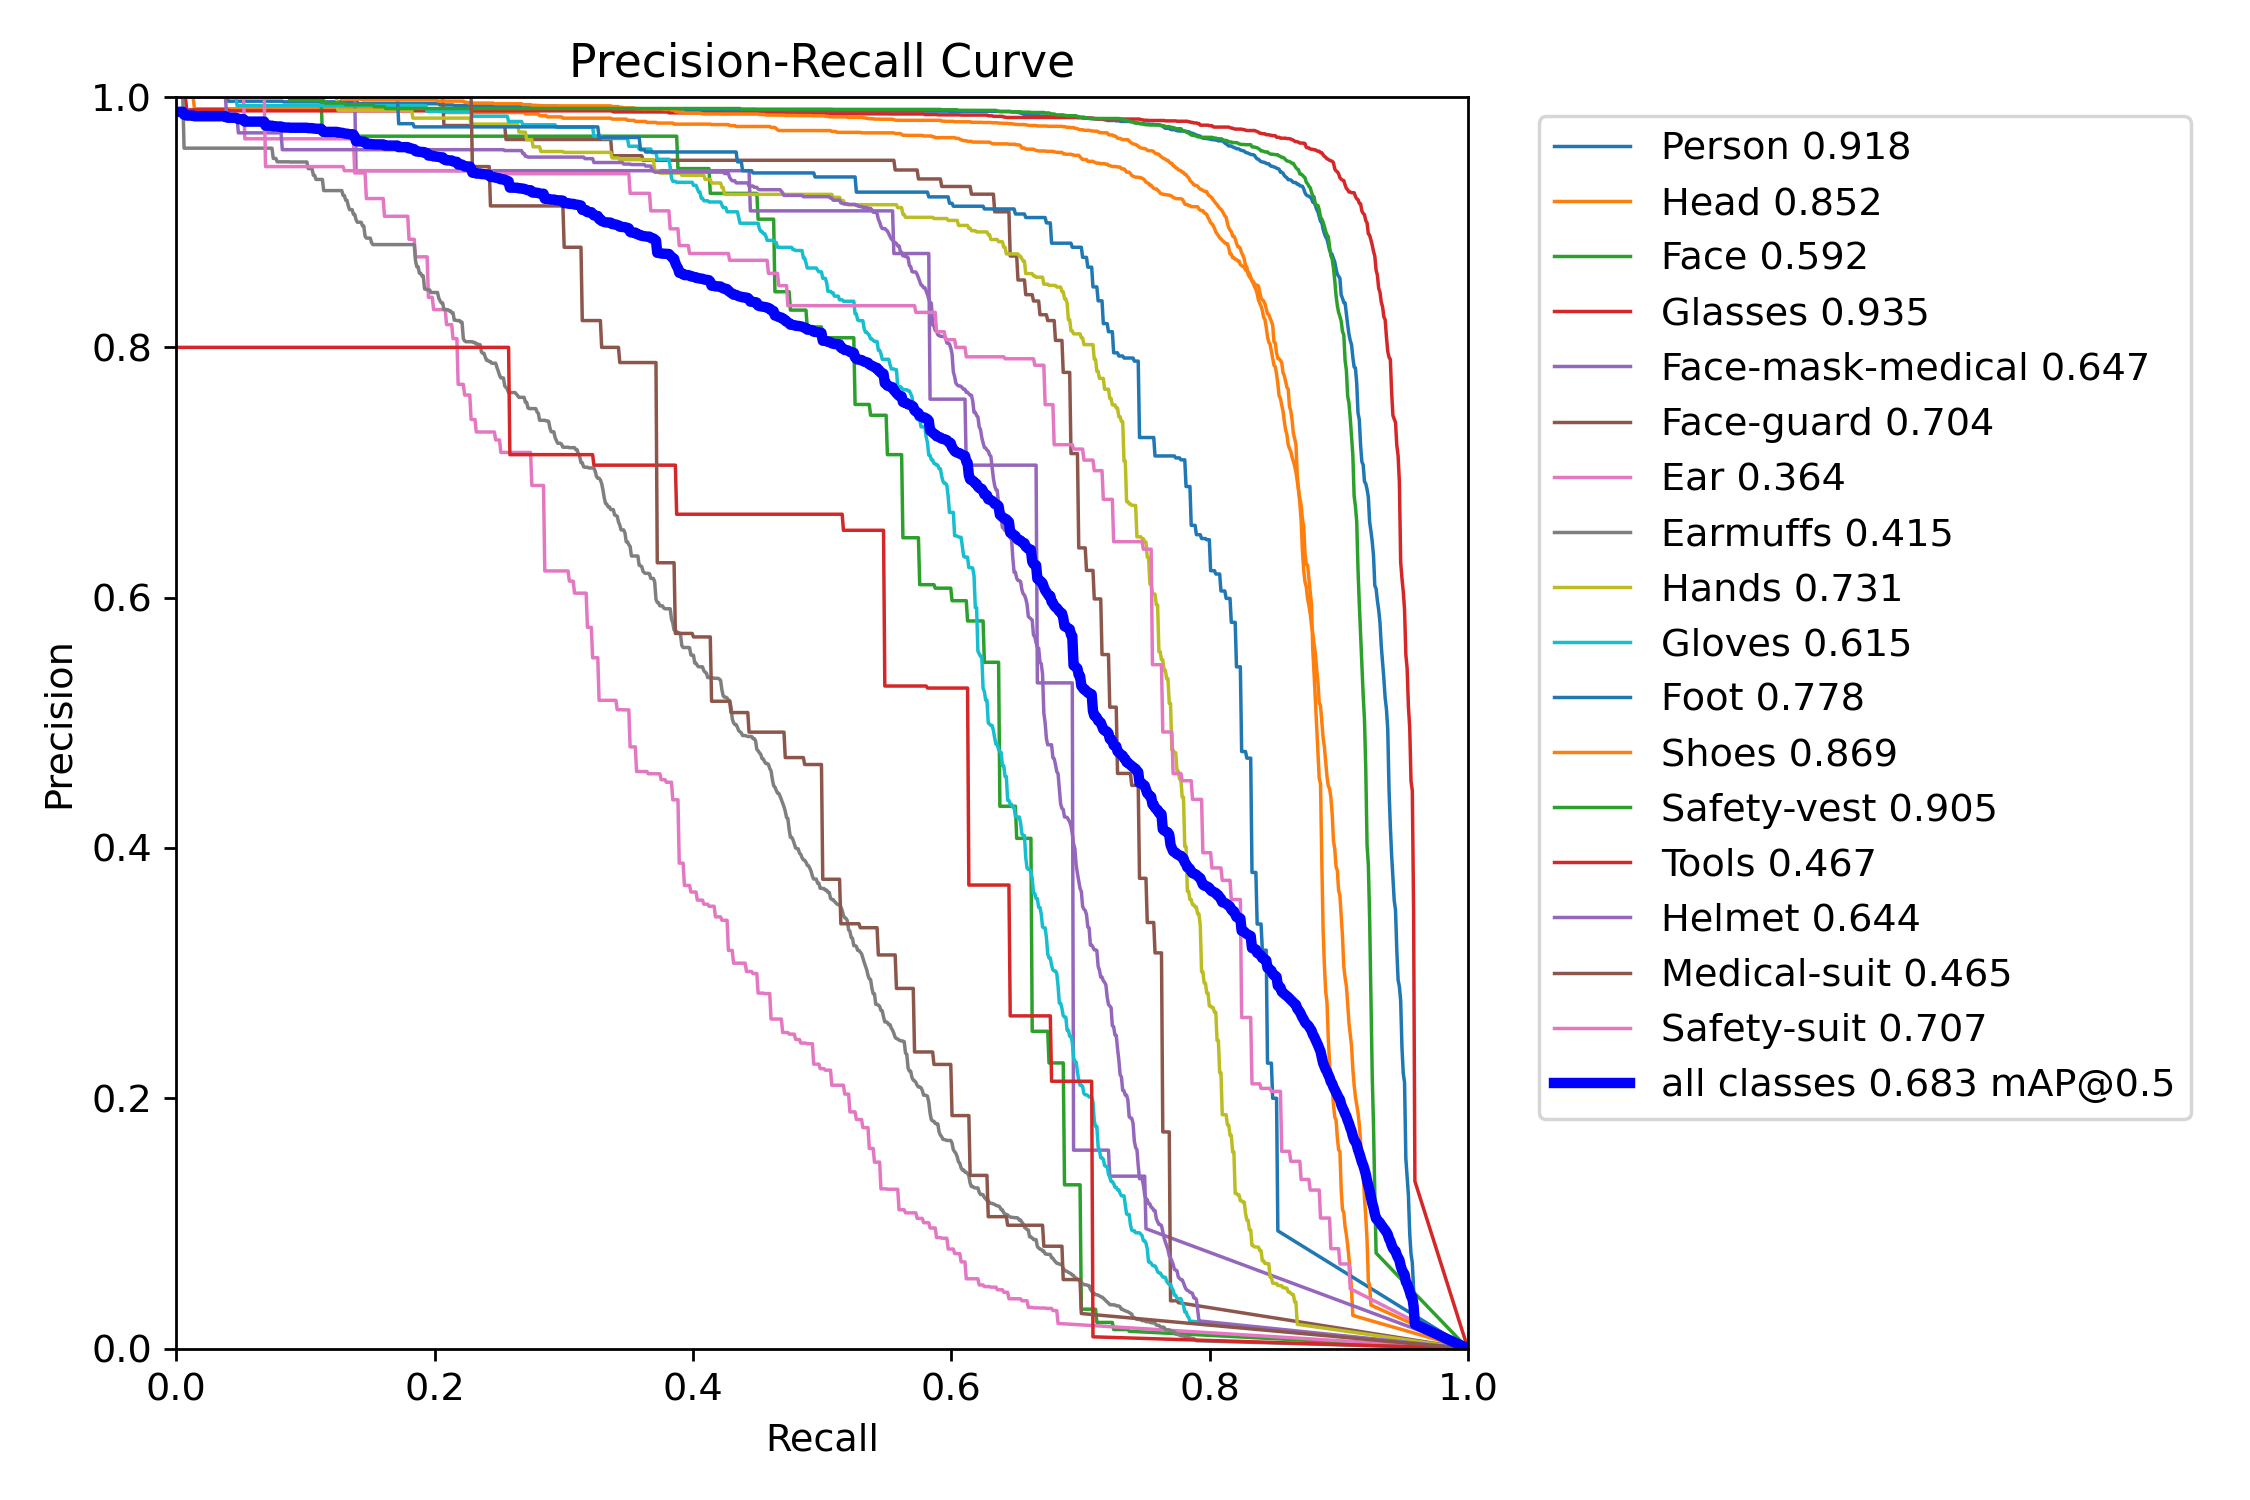 Precision-Recall Curve
1.0
0.8
0.6
0.4
0.2
0.0
Precision
0.0 0.2 0.4 0.6 0.8 1.0
Recall
Person 0.918
Head 0.852
Face 0.592
Glasses 0.935
Face-mask-medical 0.647
Face-guard 0.704
Ear 0.364
Earmuffs 0.415
Hands 0.731
Gloves 0.615
Foot 0.778
Shoes 0.869
Safety-vest 0.905
Tools 0.467
Helmet 0.644
Medical-suit 0.465
Safety-suit 0.707
all classes 0.683 mAP@0.5